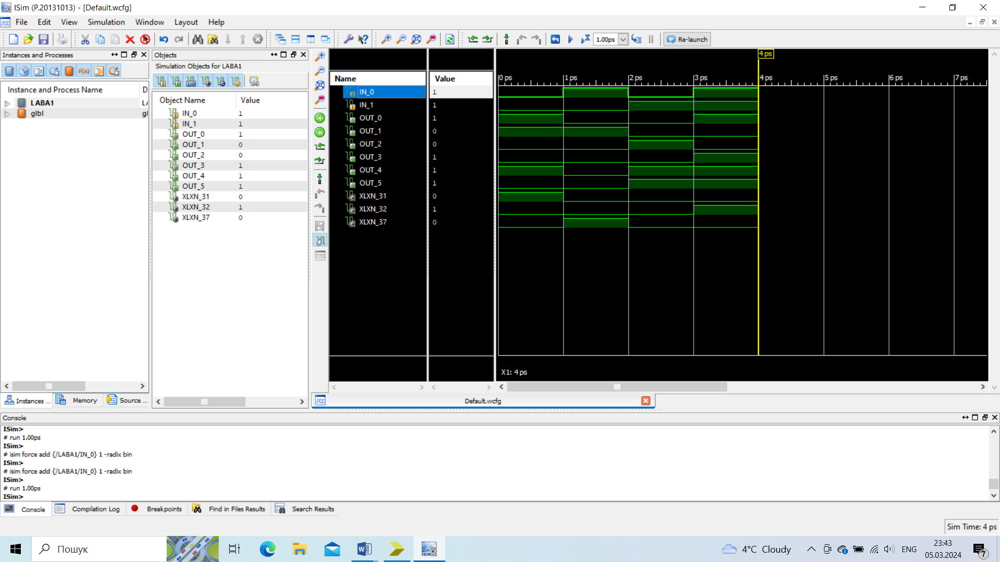 ISim (P.20131013) - [Default.wcfg]
File Edit View Simulation Window Layout Help
1.00ps Re-launch
Instances and Processes
F(x)
Instance and Process Name D
LABA1 L
glbl gl
Instances ... Memory Source ...
Objects
Simulation Objects for LABA1
Object Name Value
IN_0 1
IN_1 1
OUT_0 1
OUT_1 0
OUT_2 0
OUT_3 1
OUT_4 1
OUT_5 1
XLXN_31 0
XLXN_32 1
XLXN_37 0
4 ps
Name Value
0 ps 1 ps 2 ps 3 ps 4 ps 5 ps 6 ps 7 ps
IN_0 1
IN_1 1
OUT_0 1
OUT_1 0
OUT_2 0
OUT_3 1
OUT_4 1
OUT_5 1
XLXN_31 0
XLXN_32 1
XLXN_37 0
X1: 4 ps
Default.wcfg
Console
ISim>
# run 1.00ps
ISim>
# isim force add {/LABA1/IN_0} 1 -radix bin
ISim>
# isim force add {/LABA1/IN_0} 1 -radix bin
ISim>
# run 1.00ps
ISim>
Console Compilation Log Breakpoints Find in Files Results Search Results
Sim Time: 4 ps
Пошук
4°C Cloudy
ENG
23:43
05.03.2024
7